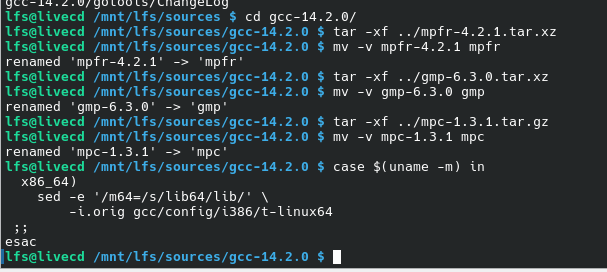 gcc-14.2.0/gotools/ChangeLog
lfs@livecd /mnt/lfs/sources $ cd gcc-14.2.0/
lfs@livecd /mnt/lfs/sources/gcc-14.2.0 $ tar -xf ../mpfr-4.2.1.tar.xz
lfs@livecd /mnt/lfs/sources/gcc-14.2.0 $ mv -v mpfr-4.2.1 mpfr
renamed 'mpfr-4.2.1' -> 'mpfr'
lfs@livecd /mnt/lfs/sources/gcc-14.2.0 $ tar -xf ../gmp-6.3.0.tar.xz
lfs@livecd /mnt/lfs/sources/gcc-14.2.0 $ mv -v gmp-6.3.0 gmp
renamed 'gmp-6.3.0' -> 'gmp'
lfs@livecd /mnt/lfs/sources/gcc-14.2.0 $ tar -xf ../mpc-1.3.1.tar.gz
lfs@livecd /mnt/lfs/sources/gcc-14.2.0 $ mv -v mpc-1.3.1 mpc
renamed 'mpc-1.3.1' -> 'mpc'
lfs@livecd /mnt/lfs/sources/gcc-14.2.0 $ case $(uname -m) in
  x86_64)
    sed -e '/m64=/s/lib64/lib/' \
        -i.orig gcc/config/i386/t-linux64
 ;;
esac
lfs@livecd /mnt/lfs/sources/gcc-14.2.0 $